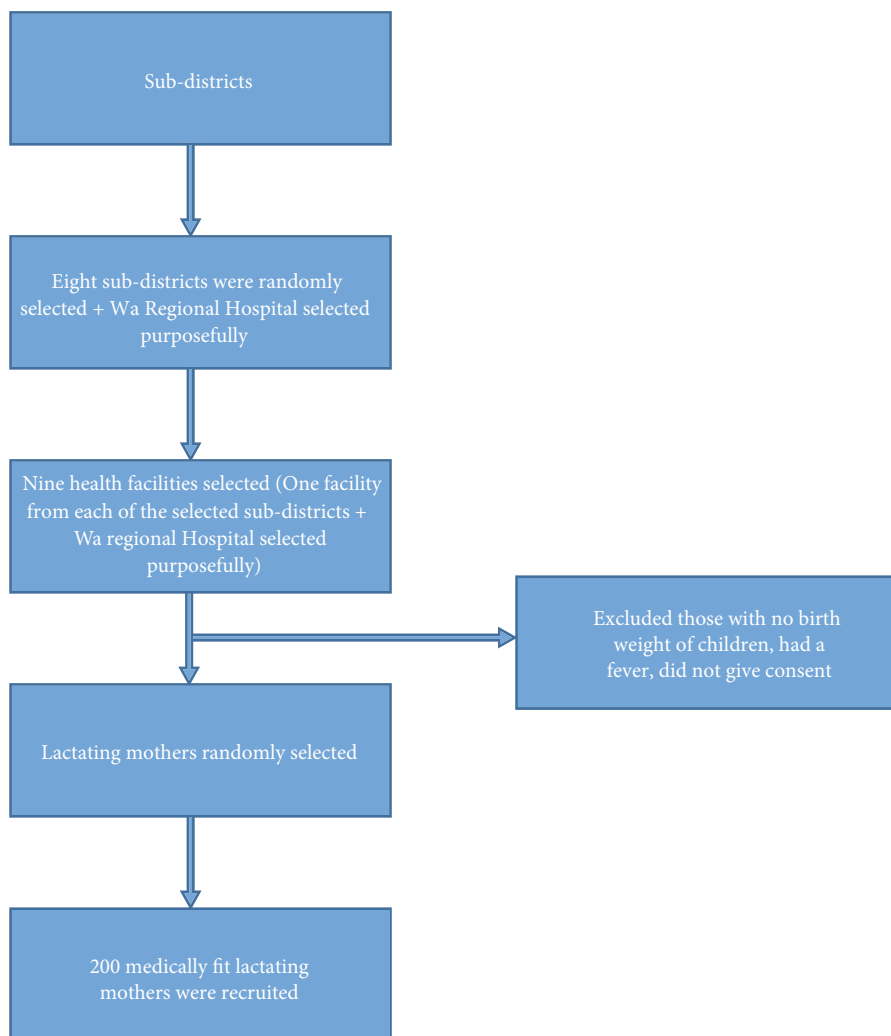 Sub-districts
Eight sub-districts were randomly
selected + Wa Regional Hospital selected
purposefully
Nine health facilities selected (One facility
from each of the selected sub-districts +
Wa regional Hospital selected
purposefully)
Excluded those with no birth
weight of children, had a
fever, did not give consent
Lactating mothers randomly selected
200 medically fit lactating
mothers were recruited